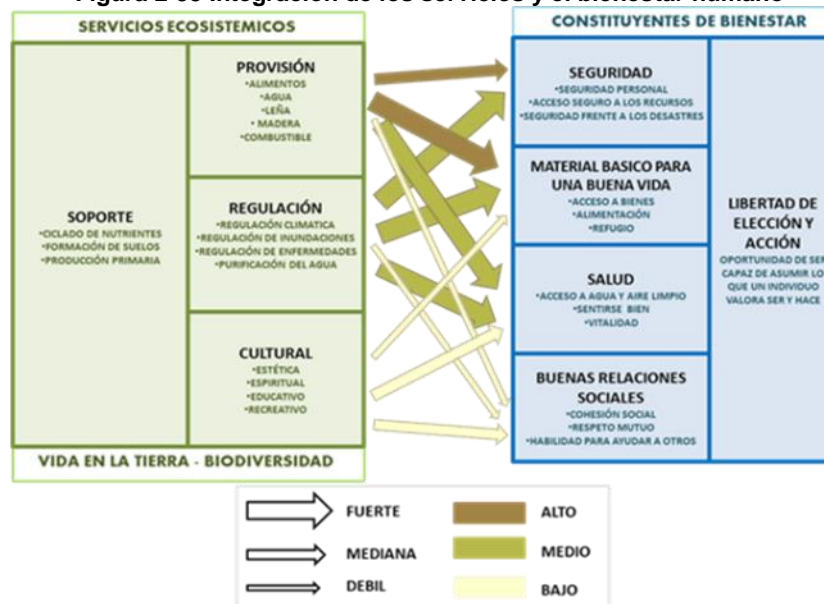 Figura 2-33 Integración de los servicios y el bienestar humano
SERVICIOS ECOSISTEMICOS
SOPORTE
•CICLADO DE NUTRIENTES
•FORMACIÓN DE SUELOS
•PRODUCCIÓN PRIMARIA
PROVISIÓN
•ALIMENTOS
•AGUA
•LEÑA
• MADERA
•COMBUSTIBLE
REGULACIÓN
•REGULACIÓN CLIMATICA
•REGULACIÓN DE INUNDACIONES
•REGULACIÓN DE ENFERMEDADES
•PURIFICACIÓN DEL AGUA
CULTURAL
•ESTÉTICA
•ESPIRITUAL
•EDUCATIVO
•RECREATIVO
VIDA EN LA TIERRA - BIODIVERSIDAD
CONSTITUYENTES DE BIENESTAR
SEGURIDAD
•SEGURIDAD PERSONAL
•ACCESO SEGURO A LOS RECURSOS
•SEGURIDAD FRENTE A LOS DESASTRES
MATERIAL BASICO PARA
UNA BUENA VIDA
•ACCESO A BIENES
•ALIMENTACIÓN
•REFUGIO
SALUD
•ACCESO A AGUA Y AIRE LIMPIO
•SENTIRSE BIEN
•VITALIDAD
BUENAS RELACIONES
SOCIALES
•COHESIÓN SOCIAL
•RESPETO MUTUO
•HABILIDAD PARA AYUDAR A OTROS
LIBERTAD DE
ELECCIÓN Y
ACCIÓN
OPORTUNIDAD DE SER
CAPAZ DE ASUMIR LO
QUE UN INDIVIDUO
VALORA SER Y HACE
FUERTE
MEDIANA
DEBIL
ALTO
MEDIO
BAJO